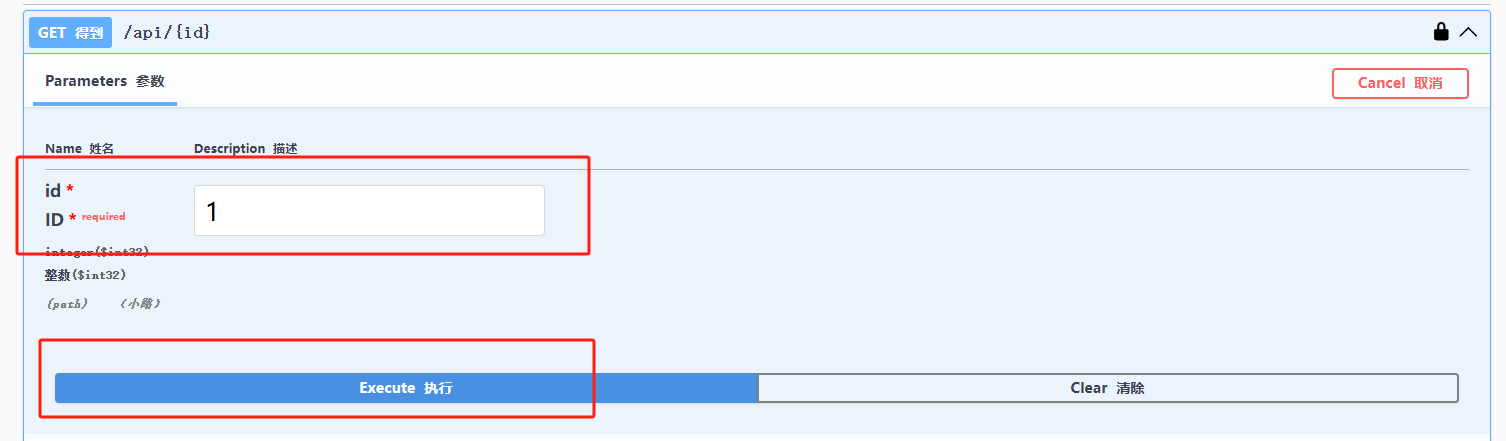 GET 得到 /api/{id}
Parameters 参数 Cancel 取消
Name 姓名 Description 描述
id *
ID * required
1
integer($int32)
整数($int32)
(path) （小路）
Execute 执行 Clear 清除